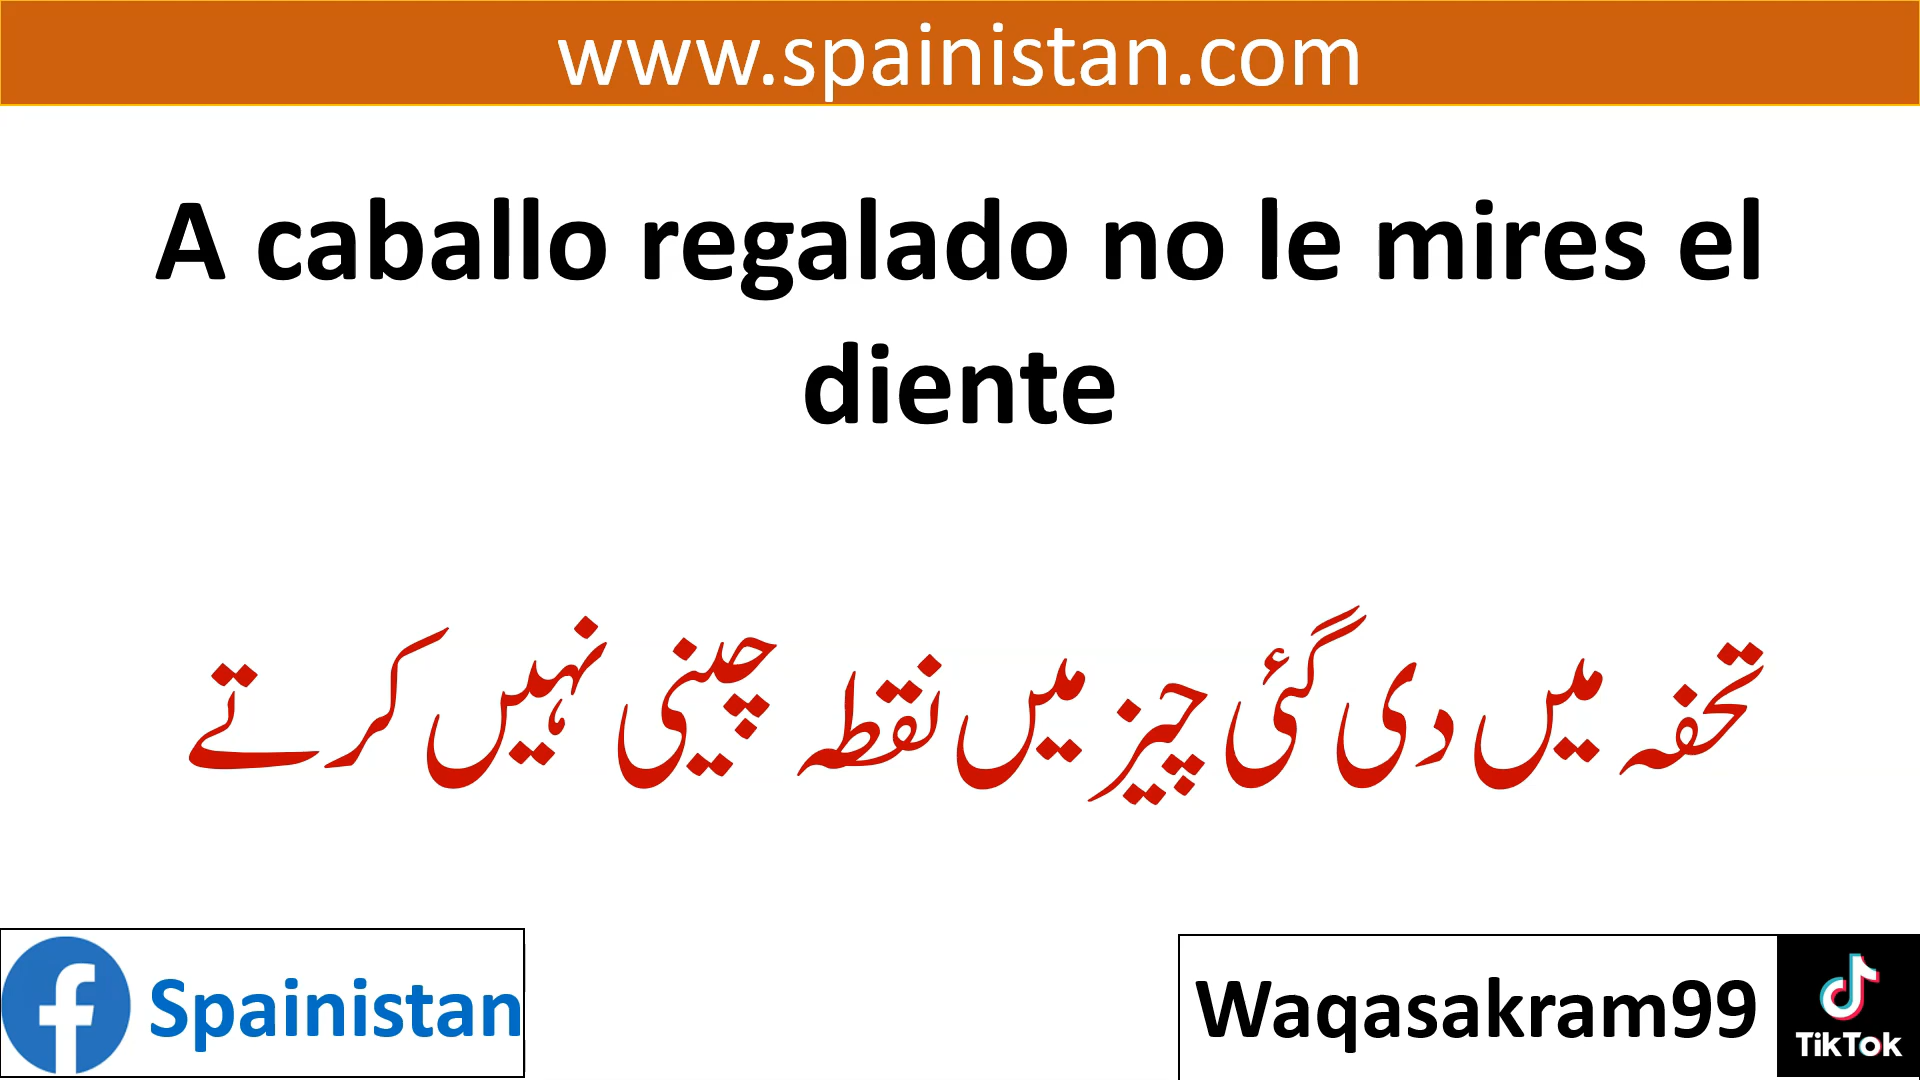 www.spainistan.com
A caballo regalado no le mires el
diente
تحفہ میں دی گئی چیز میں نقطہ چینی نہیں کرتے
Spainistan
Waqasakram99
TikTok